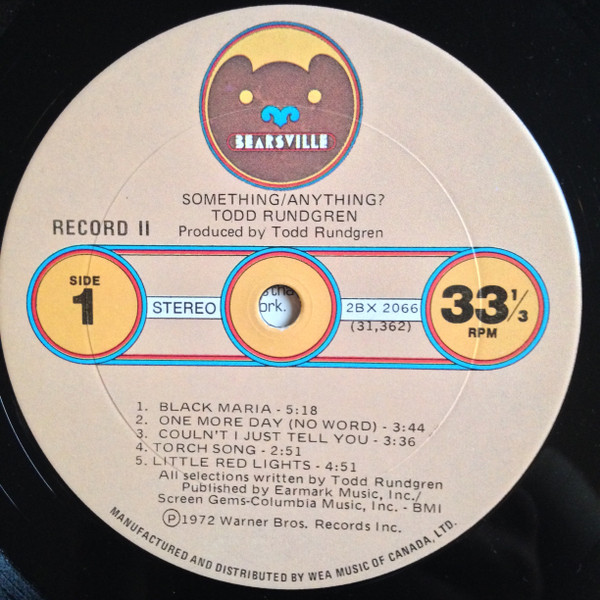 BEARSVILLE
SOMETHING/ANYTHING?
TODD RUNDGREN
RECORD II
Produced by Todd Rundgren
SIDE
1
STEREO
ork.
2BX 2066
(31,362)
33 1/3
RPM
1. BLACK MARIA - 5:18
2. ONE MORE DAY (NO WORD) - 3:44
3. COULN'T I JUST TELL YOU - 3:36
4. TORCH SONG - 2:51
5. LITTLE RED LIGHTS - 4:51
All selections written by Todd Rundgren
Published by Earmark Music, Inc./
Screen Gems-Columbia Music, Inc. - BMI
Ⓟ1972 Warner Bros. Records Inc.
MANUFACTURED AND DISTRIBUTED BY WEA MUSIC OF CANADA, LTD.